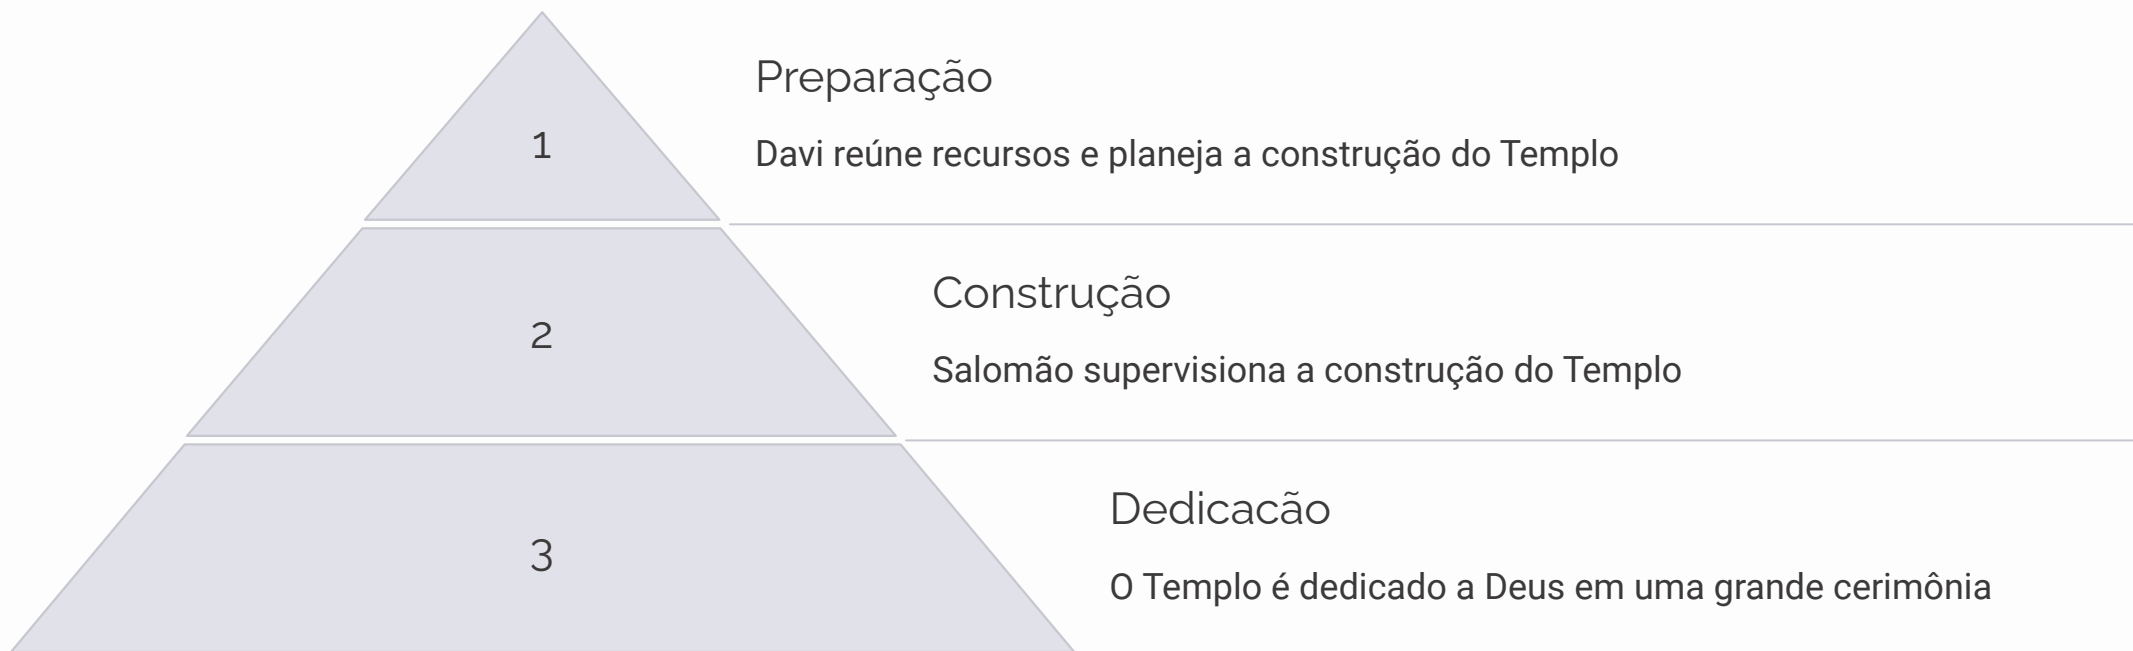 1
Preparação
Davi reúne recursos e planeja a construção do Templo
2
Construção
Salomão supervisiona a construção do Templo
3
Dedicacão
O Templo é dedicado a Deus em uma grande cerimônia